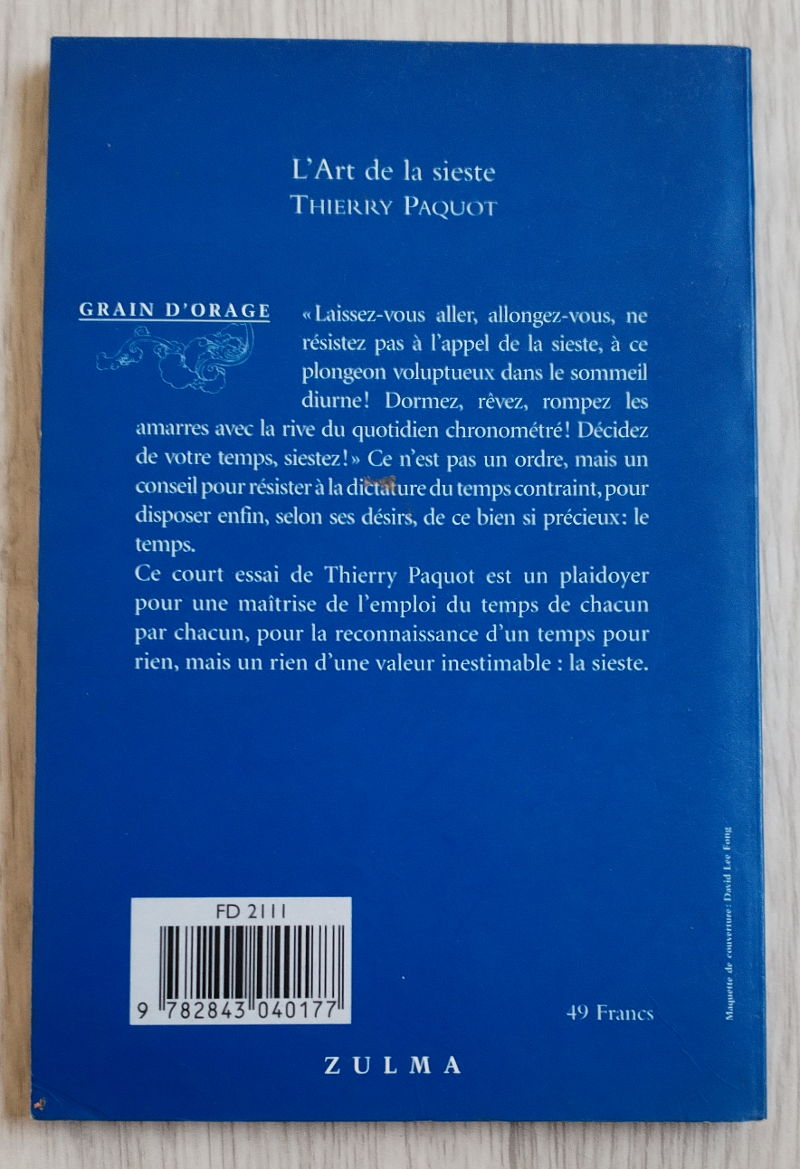 L'Art de la sieste
THIERRY PAQUOT
GRAIN D'ORAGE
« Laissez-vous aller, allongez-vous, ne
résistez pas à l'appel de la sieste, à ce
plongeon voluptueux dans le sommeil
diurne! Dormez, rêvez, rompez les
amarres avec la rive du quotidien chronométré! Décidez
de votre temps, siestez!» Ce n'est pas un ordre, mais un
conseil pour résister à la dictature du temps contraint, pour
disposer enfin, selon ses désirs, de ce bien si précieux: le
temps.
Ce court essai de Thierry Paquot est un plaidoyer
pour une maîtrise de l'emploi du temps de chacun
par chacun, pour la reconnaissance d'un temps pour
rien, mais un rien d'une valeur inestimable : la sieste.
Maquette de couverture: David Lee Fong
FD 2111
9 782843 040177
49 Francs
ZULMA